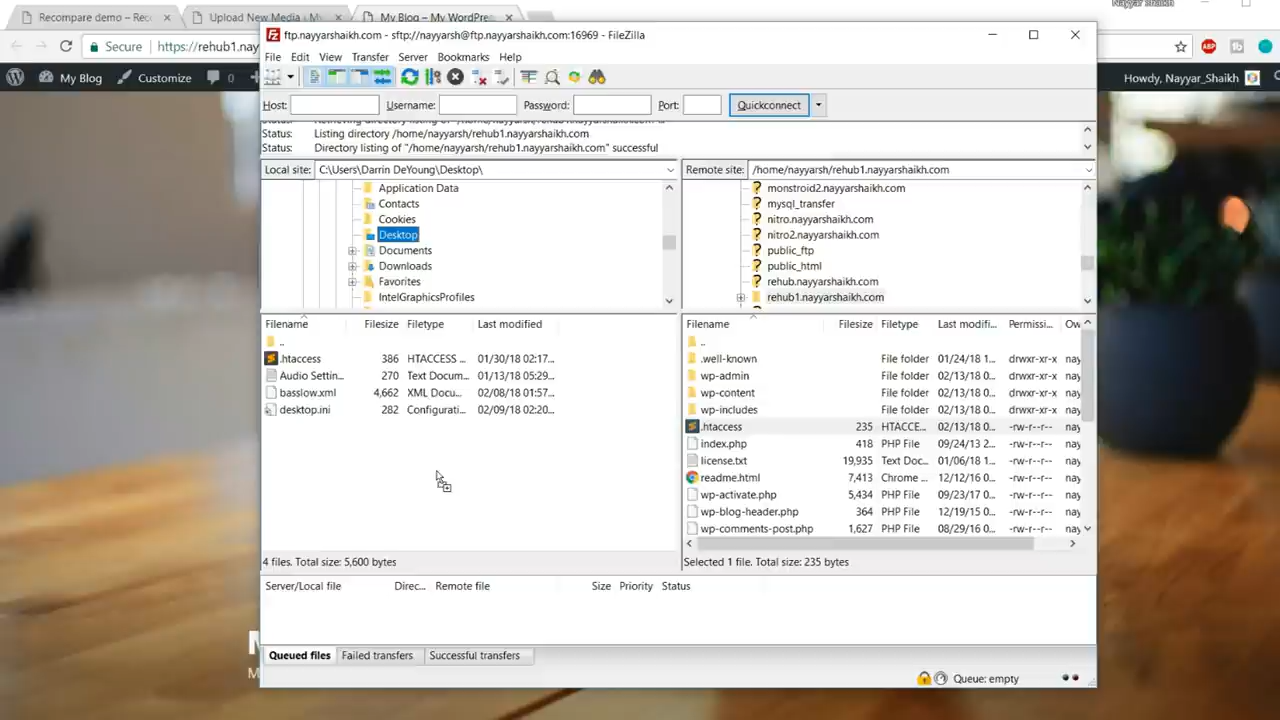 Nayyar Shaikh
Recompare demo – Rec
Upload New Media ‹ My
My Blog – My WordPre
Secure
https://rehub1.nay
ABP
My Blog
Customize
0
Howdy, Nayyar_Shaikh
ftp.nayyarshaikh.com - sftp://nayyarsh@ftp.nayyarshaikh.com:16969 - FileZilla
File Edit View Transfer Server Bookmarks Help
Host: Username: Password: Port: Quickconnect
Status: Retrieving directory listing of "/home/nayyarsh/rehub1.nayyarshaikh.com"...
Status: Listing directory /home/nayyarsh/rehub1.nayyarshaikh.com
Status: Directory listing of "/home/nayyarsh/rehub1.nayyarshaikh.com" successful
Local site: C:\Users\Darrin DeYoung\Desktop\
Application Data
Contacts
Cookies
Desktop
Documents
Downloads
Favorites
IntelGraphicsProfiles
Remote site: /home/nayyarsh/rehub1.nayyarshaikh.com
monstroid2.nayyarshaikh.com
mysql_transfer
nitro.nayyarshaikh.com
nitro2.nayyarshaikh.com
public_ftp
public_html
rehub.nayyarshaikh.com
rehub1.nayyarshaikh.com
Filename Filesize Filetype Last modified
..
.htaccess 386 HTACCESS ... 01/30/18 02:17...
Audio Settin... 270 Text Docum... 01/13/18 05:29...
basslow.xml 4,662 XML Docu... 02/08/18 01:57...
desktop.ini 282 Configurati... 02/09/18 02:20...
4 files. Total size: 5,600 bytes
Filename Filesize Filetype Last modifi... Permissi... Ow
..
.well-known File folder 01/24/18 1... drwxr-xr-x nay
wp-admin File folder 02/13/18 0... drwxr-xr-x nay
wp-content File folder 02/13/18 0... drwxr-xr-x nay
wp-includes File folder 02/13/18 0... drwxr-xr-x nay
.htaccess 235 HTACCE... 02/13/18 0... -rw-r--r-- nay
index.php 418 PHP File 09/24/13 2... -rw-r--r-- nay
license.txt 19,935 Text Doc... 01/06/18 1... -rw-r--r-- nay
readme.html 7,413 Chrome ... 12/12/16 0... -rw-r--r-- nay
wp-activate.php 5,434 PHP File 09/23/17 0... -rw-r--r-- nay
wp-blog-header.php 364 PHP File 12/19/15 0... -rw-r--r-- nay
wp-comments-post.php 1,627 PHP File 08/29/16 0... -rw-r--r-- nay
Selected 1 file. Total size: 235 bytes
Server/Local file Direc... Remote file Size Priority Status
Queued files Failed transfers Successful transfers
Queue: empty